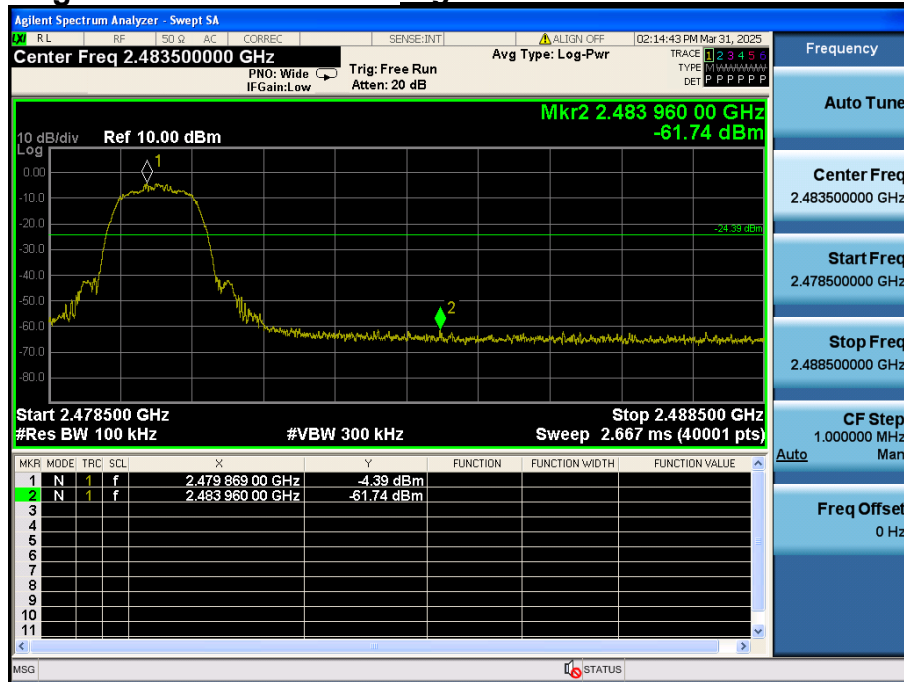 Agilent Spectrum Analyzer - Swept SA
LXI RL RF 50 Ω AC CORREC SENSE:INT ALIGN OFF 02:14:43 PM Mar 31, 2025
Center Freq 2.483500000 GHz
PNO: Wide
IFGain:Low
Trig: Free Run
Atten: 20 dB
Avg Type: Log-Pwr
TRACE 1 2 3 4 5 6
TYPE M WWWWW
DET P P P P P P
Mkr2 2.483 960 00 GHz
-61.74 dBm
10 dB/div Ref 10.00 dBm
Log
1
0.00
-10.0
-20.0
-24.39 dBm
-30.0
-40.0
-50.0
2
-60.0
-70.0
-80.0
Start 2.478500 GHz Stop 2.488500 GHz
#Res BW 100 kHz #VBW 300 kHz Sweep 2.667 ms (40001 pts)
MKR MODE TRC SCL X Y FUNCTION FUNCTION WIDTH FUNCTION VALUE
1 N 1 f 2.479 869 00 GHz -4.39 dBm
2 N 1 f 2.483 960 00 GHz -61.74 dBm
3
4
5
6
7
8
9
10
11
MSG STATUS
Frequency
Auto Tune
Center Freq
2.483500000 GHz
Start Freq
2.478500000 GHz
Stop Freq
2.488500000 GHz
CF Step
1.000000 MHz
Auto Man
Freq Offset
0 Hz